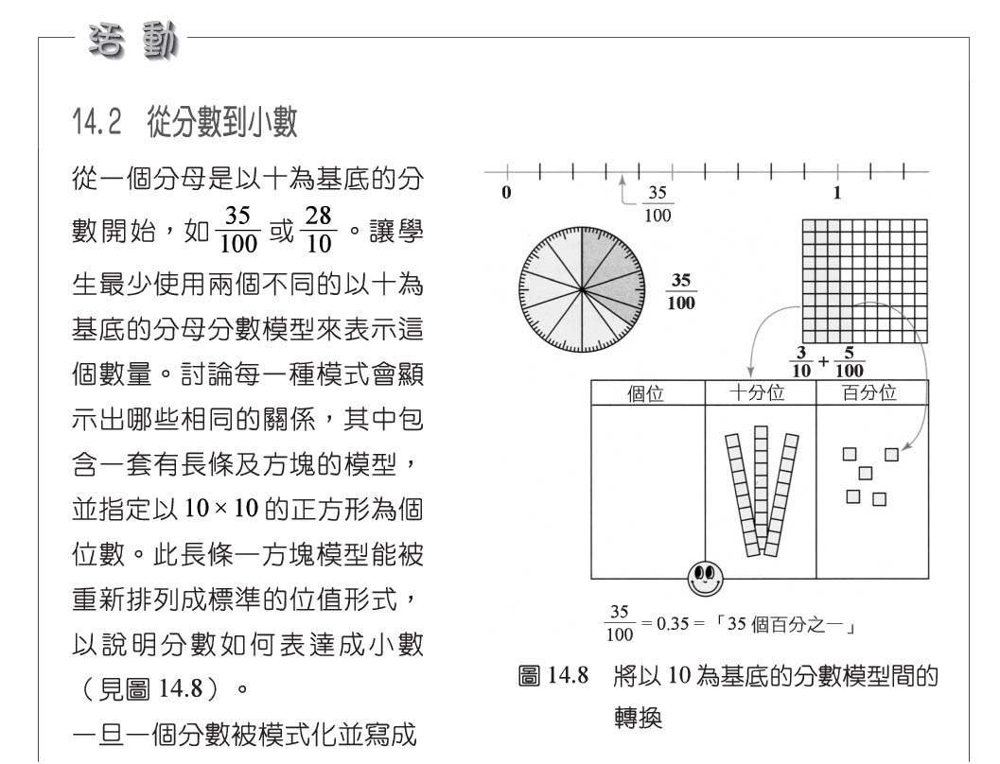 活動
14.2 從分數到小數
從一個分母是以十為基底的分
數開始，如 35/100 或 28/10 。讓學
生最少使用兩個不同的以十為
基底的分母分數模型來表示這
個數量。討論每一種模式會顯
示出哪些相同的關係，其中包
含一套有長條及方塊的模型，
並指定以 10 × 10 的正方形為個
位數。此長條一方塊模型能被
重新排列成標準的位值形式，
以說明分數如何表達成小數
（見圖 14.8）。
一旦一個分數被模式化並寫成
0 35/100 1
35/100
3/10 + 5/100
個位 十分位 百分位
35/100 = 0.35 = 「35 個百分之一」
圖 14.8 將以 10 為基底的分數模型間的
轉換